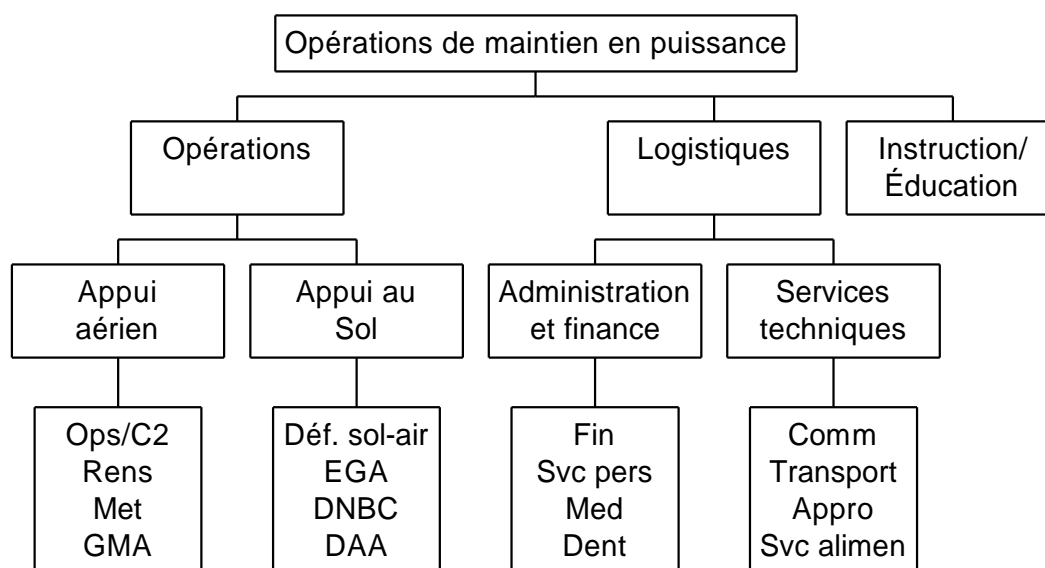 Opérations de maintien en puissance
Opérations
Logistiques
Instruction/
Éducation
Appui
aérien
Appui au
Sol
Administration
et finance
Services
techniques
Ops/C2
Rens
Met
GMA
Déf. sol-air
EGA
DNBC
DAA
Fin
Svc pers
Med
Dent
Comm
Transport
Appro
Svc alimen